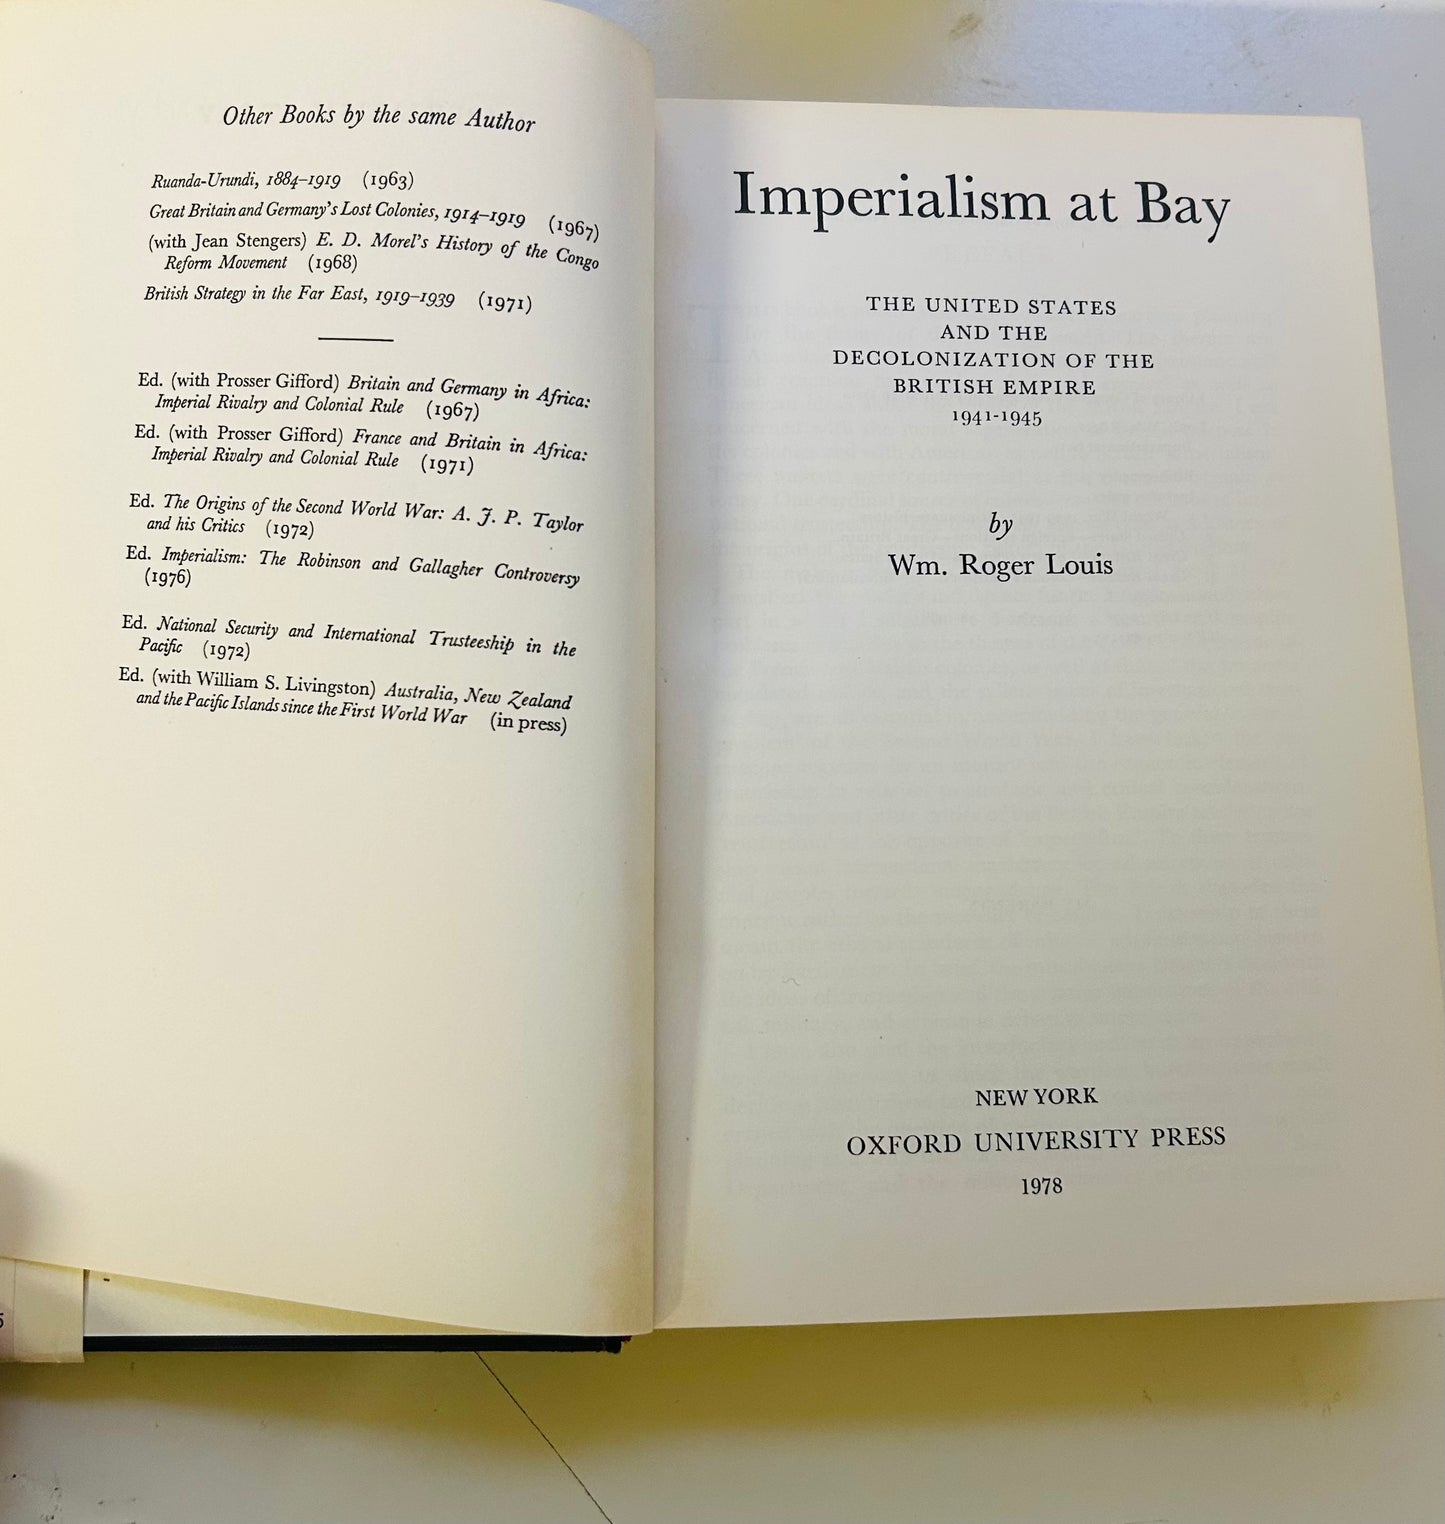 Other Books by the same Author
Ruanda-Urundi, 1884–1919 (1963)
Great Britain and Germany's Lost Colonies, 1914–1919 (1967)
(with Jean Stengers) E. D. Morel's History of the Congo
Reform Movement (1968)
British Strategy in the Far East, 1919–1939 (1971)
Ed. (with Prosser Gifford) Britain and Germany in Africa:
Imperial Rivalry and Colonial Rule (1967)
Ed. (with Prosser Gifford) France and Britain in Africa:
Imperial Rivalry and Colonial Rule (1971)
Ed. The Origins of the Second World War: A. J. P. Taylor
and his Critics (1972)
Ed. Imperialism: The Robinson and Gallagher Controversy
(1976)
Ed. National Security and International Trusteeship in the
Pacific (1972)
Ed. (with William S. Livingston) Australia, New Zealand
and the Pacific Islands since the First World War (in press)
Imperialism at Bay
THE UNITED STATES
AND THE
DECOLONIZATION OF THE
BRITISH EMPIRE
1941-1945
by
Wm. Roger Louis
NEW YORK
OXFORD UNIVERSITY PRESS
1978